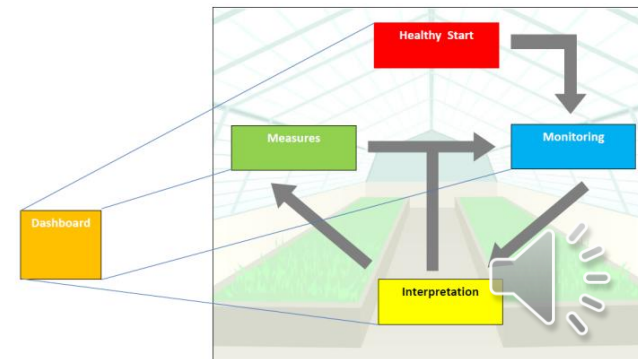 Healthy Start
Measures
Monitoring
Dashboard
Interpretation